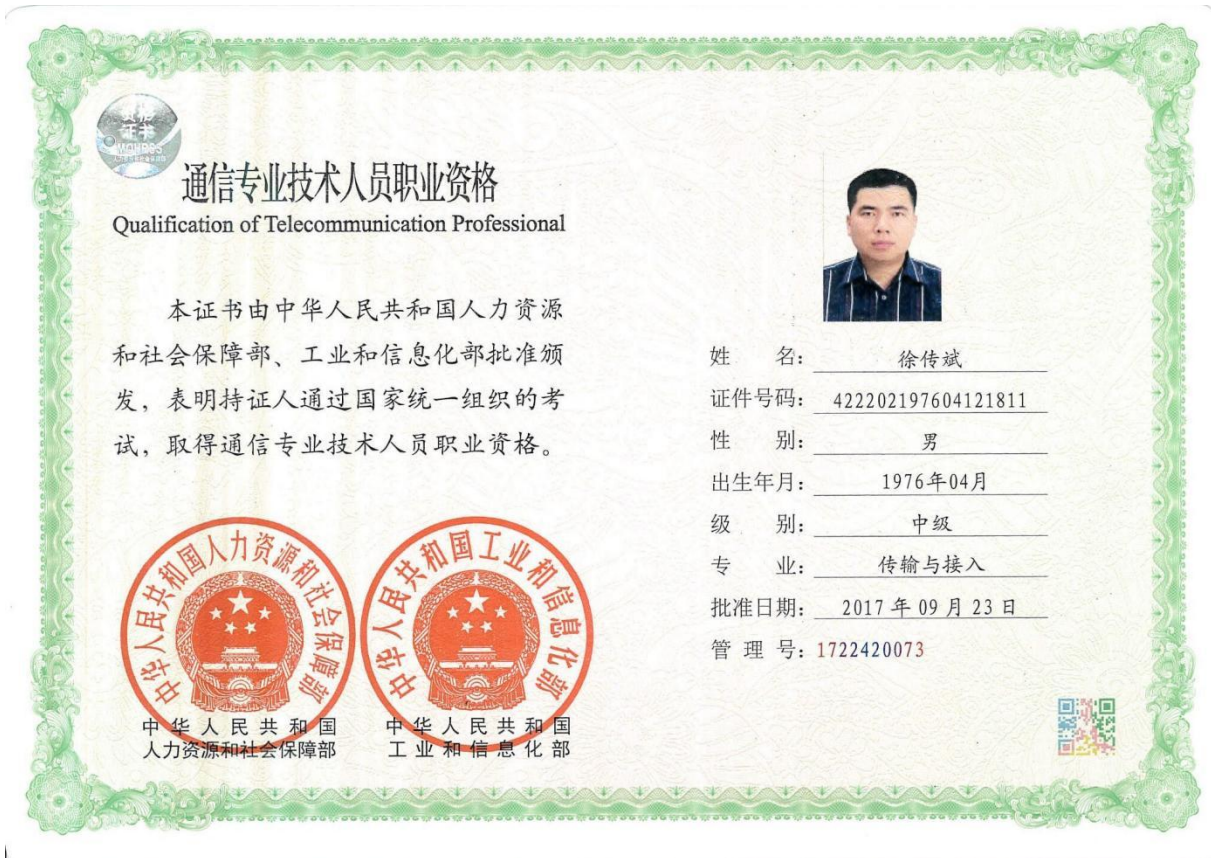 资格
证书
MOHRSS
通信专业技术人员职业资格
Qualification of Telecommunication Professional
本证书由中华人民共和国人力资源
和社会保障部、工业和信息化部批准颁
发，表明持证人通过国家统一组织的考
试，取得通信专业技术人员职业资格。
中华人民共和国人力资源和社会保障部
中华人民共和国
人力资源和社会保障部
中华人民共和国工业和信息化部
中华人民共和国
工业和信息化部
姓 名：徐传斌
证件号码：422202197604121811
性 别：男
出生年月：1976年04月
级 别：中级
专 业：传输与接入
批准日期：2017年09月23日
管 理 号：1722420073